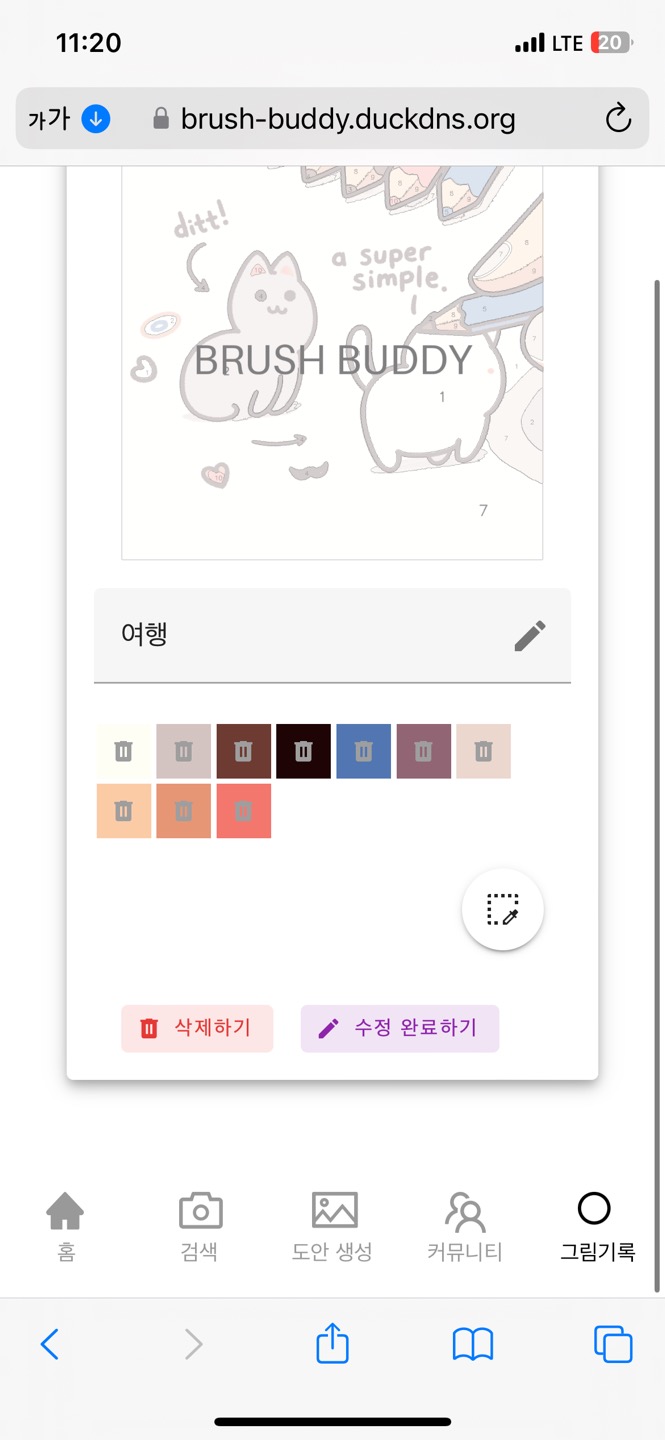 11:20
LTE 20
가가 brush-buddy.duckdns.org
ditt!
a super
simple.
BRUSH BUDDY
1
7
여행
삭제하기
수정 완료하기
홈
검색
도안 생성
커뮤니티
그림기록